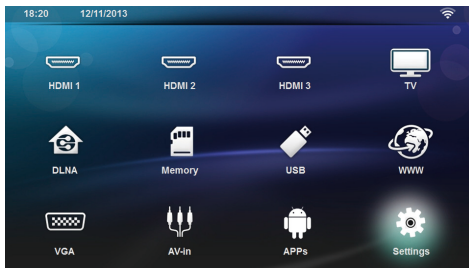 18:20 12/11/2013
HDMI 1 HDMI 2 HDMI 3 TV
DLNA Memory USB WWW
VGA AV-in APPs Settings